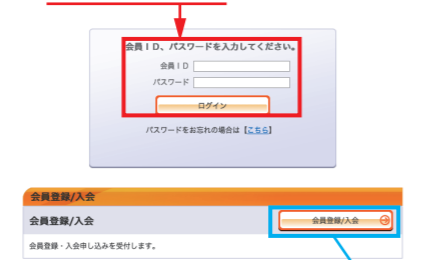 会員ＩＤ、パスワードを入力してください。
会員ＩＤ
パスワード
ログイン
パスワードをお忘れの場合は【こちら】
会員登録/入会
会員登録/入会
会員登録/入会
会員登録・入会申し込みを受付します。